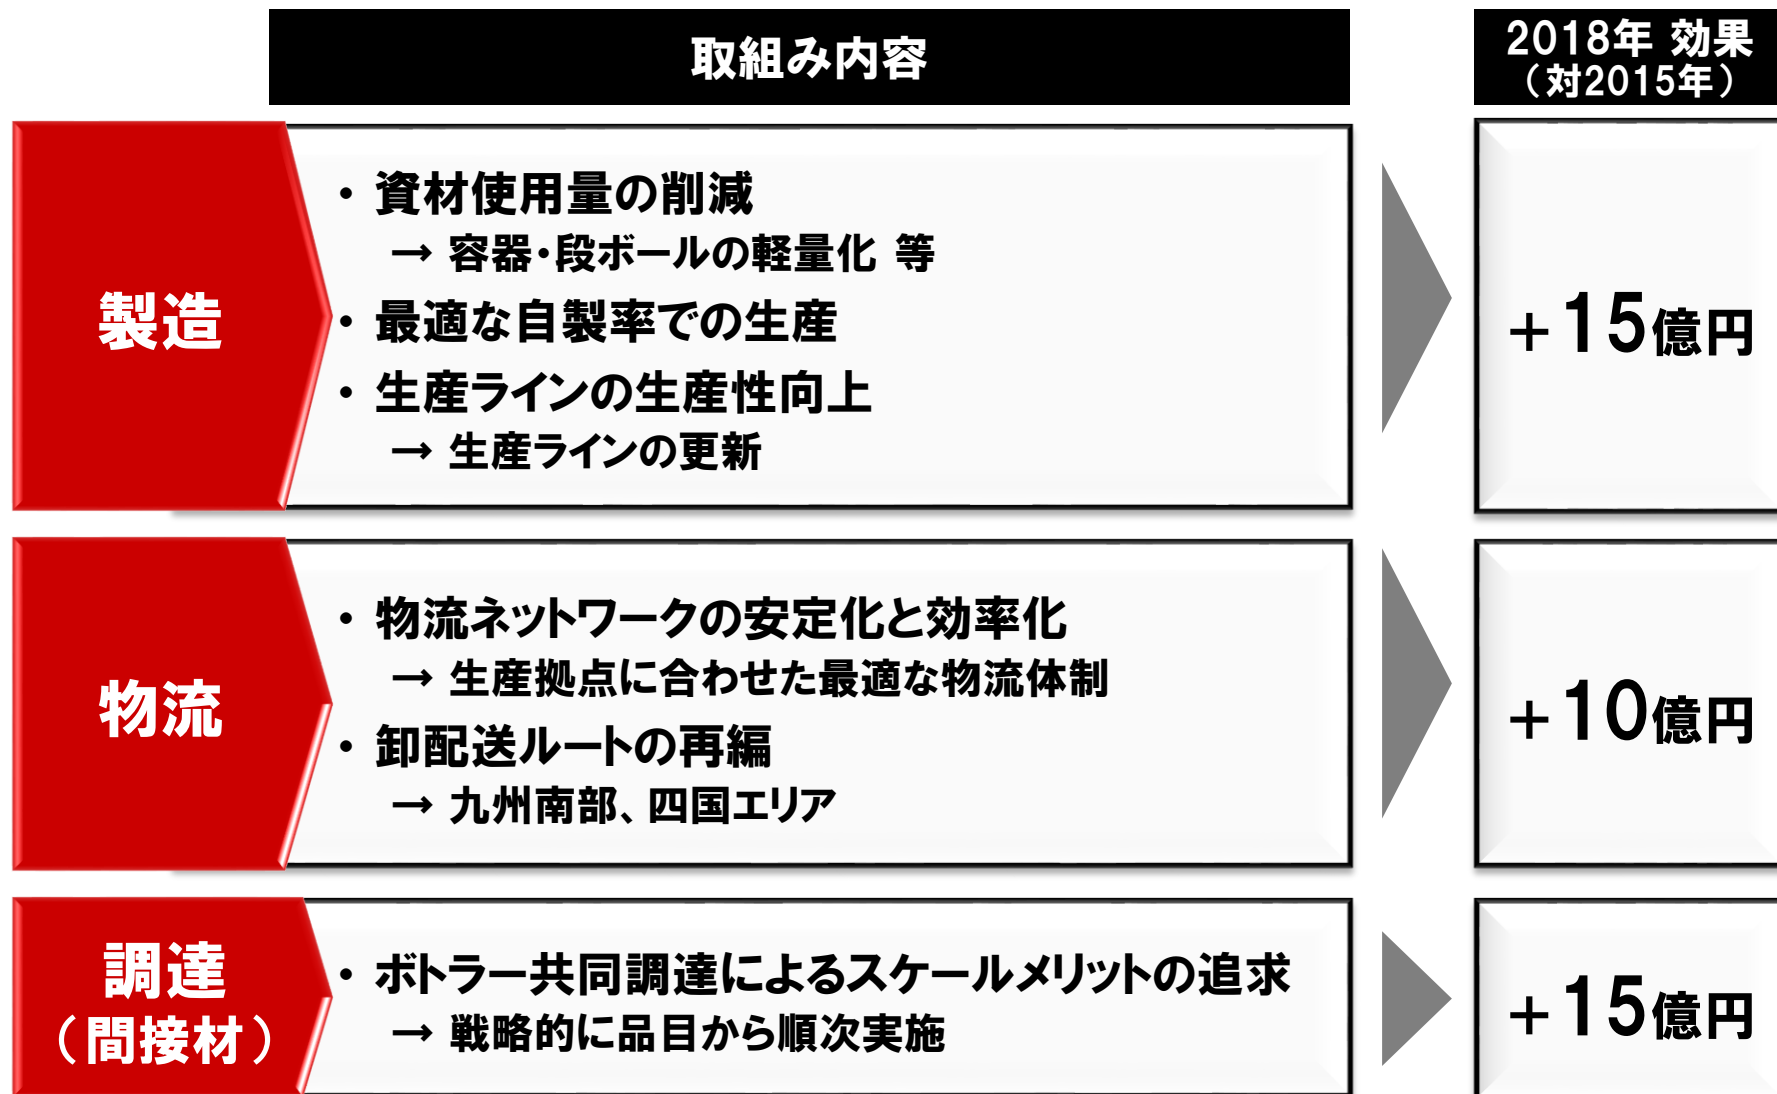 取組み内容
2018年 効果
（対2015年）
製造
・資材使用量の削減
→ 容器・段ボールの軽量化 等
・最適な自製率での生産
・生産ラインの生産性向上
→ 生産ラインの更新
+15億円
物流
・物流ネットワークの安定化と効率化
→ 生産拠点に合わせた最適な物流体制
・卸配送ルートの再編
→ 九州南部、四国エリア
+10億円
調達
（間接材）
・ボトラー共同調達によるスケールメリットの追求
→ 戦略的に品目から順次実施
+15億円